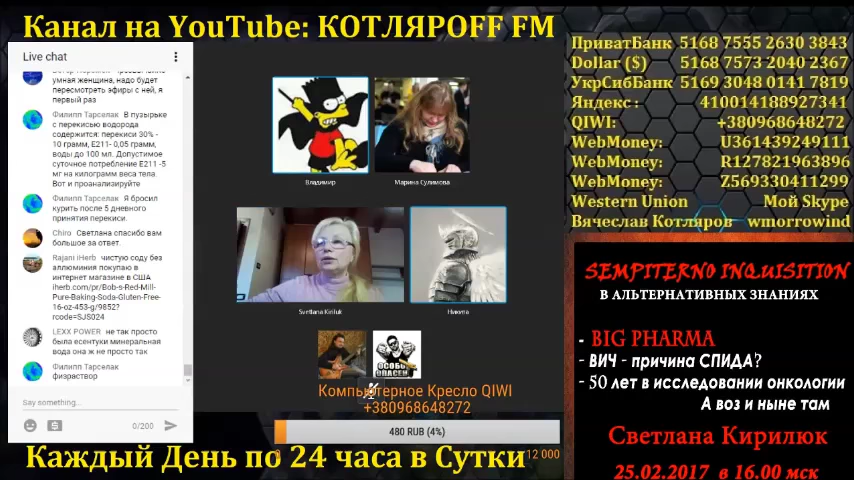 Канал на YouTube: КОТЛЯРОFF FM
Live chat
умная женщина, надо будет
пересмотреть эфиры с ней, я
первый раз
Филипп Тарселак В пузырьке
с перекисью водорода
содержится: перекиси 30% -
10 грамм, Е211- 0,05 грамм,
воды до 100 мл. Допустимое
суточное потребление Е211 -5
мг на килограмм веса тела.
Вот и проанализируйте
Филипп Тарселак Я бросил
курить после 5 дневного
принятия перекиси.
Chiro Светлана спасибо вам
большое за ответ.
Rajani iHerb чистую соду без
аллюминия покупаю в
интернет магазине в США
iherb.com/pr/Bob-s-Red-Mill-
Pure-Baking-Soda-Gluten-Free-
16-oz-453-g/9852?
rcode=SJS024
LEXX POWER не так просто
была есентуки минеральная
вода она ж не просто так
Филипп Тарселак
физраствор
Say something...
0/200
Владимир
Марина Сулимова
Svetlana Kiriluk
Никита
ОСОБО
ОПАСЕН
Компьютерное Кресло QIWI
+380968648272
480 RUB (4%)
12 000
Каждый День по 24 часа в Сутки
ПриватБанк 5168 7555 2630 3843
Dollar ($) 5168 7573 2040 2367
УкрСибБанк 5169 3048 0141 7819
Яндекс : 410014188927341
QIWI: +380968648272
WebMoney: U361439249111
WebMoney: R127821963896
WebMoney: Z569330411299
Western Union Мой Skype
Вячеслав Котляров wmorrowind
SEMPITERNO INQUISITION
В АЛЬТЕРНАТИВНЫХ ЗНАНИЯХ
- BIG PHARMA
- ВИЧ - причина СПИДА?
- 50 лет в исследовании онкологии
А воз и ныне там
Светлана Кирилюк
25.02.2017 в 16.00 мск